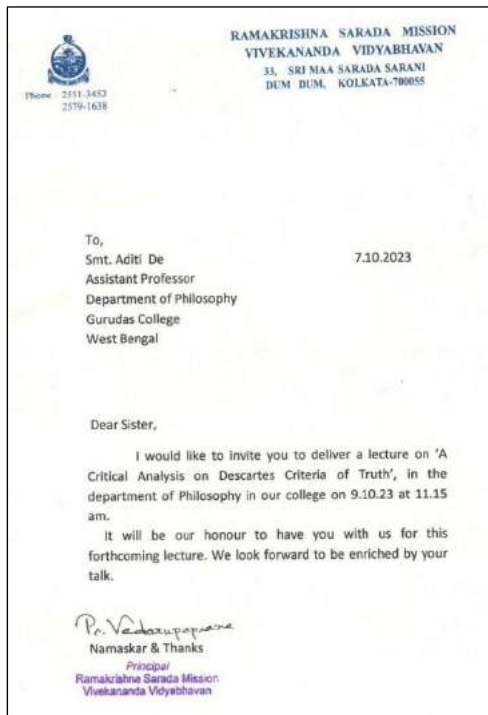 RAMAKRISHNA SARADA MISSION
VIVEKANANDA VIDYABHAVAN
33, SRI MAA SARADA SARANI
DUM DUM, KOLKATA-700055
Phone : 2551-3452
2579-1638
To,
Smt. Aditi De 7.10.2023
Assistant Professor
Department of Philosophy
Gurudas College
West Bengal
Dear Sister,
I would like to invite you to deliver a lecture on ‘A
Critical Analysis on Descartes Criteria of Truth’, in the
department of Philosophy in our college on 9.10.23 at 11.15
am.
It will be our honour to have you with us for this
forthcoming lecture. We look forward to be enriched by your
talk.
Namaskar & Thanks
Principal
Ramakrishna Sarada Mission
Vivekananda Vidyabhavan